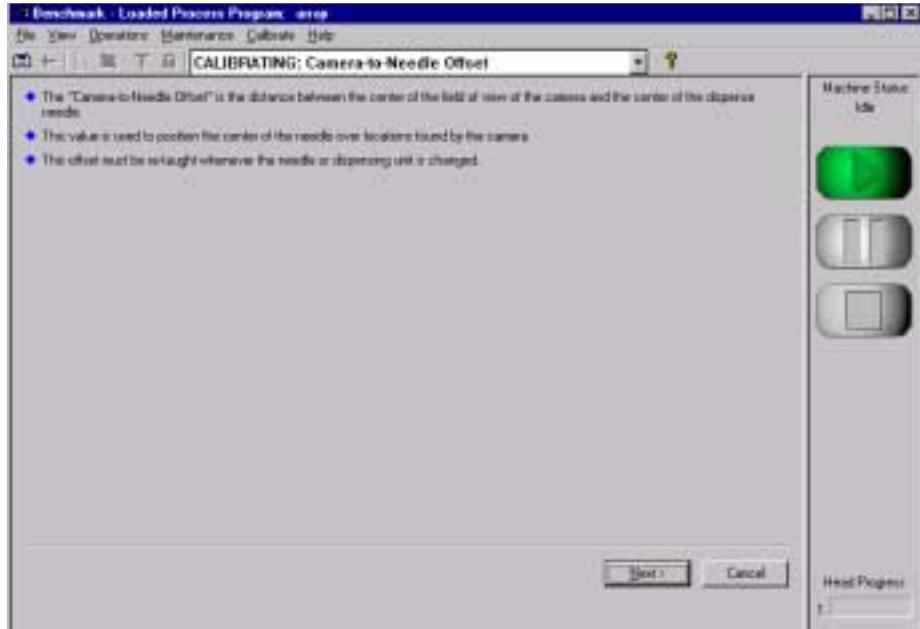 Benchmark - Loaded Process Program: array
File View Operations Maintenance Calibrate Help
CALIBRATING: Camera-to-Needle Offset
The "Camera-to-Needle Offset" is the distance between the center of the field of view of the camera and the center of the dispense
needle.
This value is used to position the center of the needle over locations found by the camera.
This offset must be re-taught whenever the needle or dispensing unit is changed.
Machine Status
Idle
Next >
Cancel
Head Progress
1